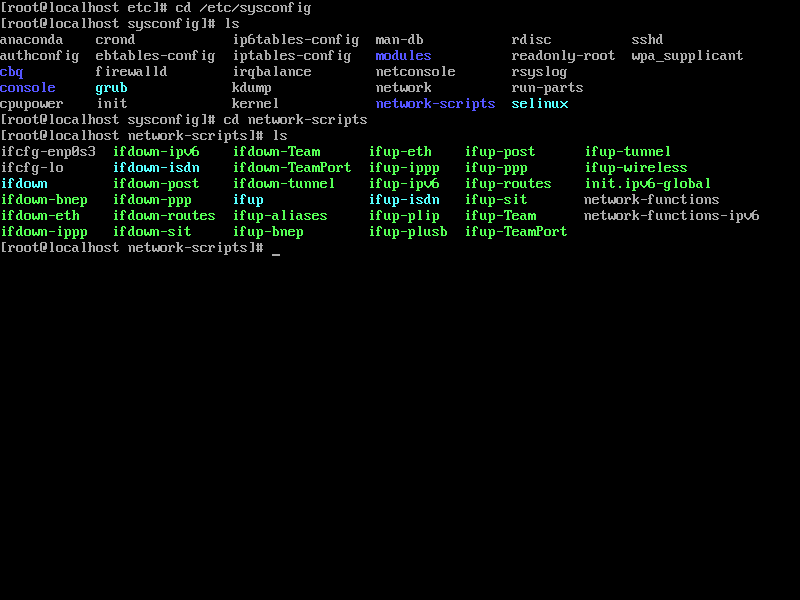 [root@localhost etc]# cd /etc/sysconfig
[root@localhost sysconfig]# ls
anaconda    crond            ip6tables-config  man-db           rdisc          sshd
authconfig  ebtables-config  iptables-config   modules          readonly-root  wpa_supplicant
cbq         firewalld        irqbalance        netconsole       rsyslog
console     grub             kdump             network          run-parts
cpupower    init             kernel            network-scripts  selinux
[root@localhost sysconfig]# cd network-scripts
[root@localhost network-scripts]# ls
ifcfg-enp0s3  ifdown-ipv6    ifdown-Team      ifup-eth    ifup-post      ifup-tunnel
ifcfg-lo      ifdown-isdn    ifdown-TeamPort  ifup-ippp   ifup-ppp       ifup-wireless
ifdown        ifdown-post    ifdown-tunnel    ifup-ipv6   ifup-routes    init.ipv6-global
ifdown-bnep   ifdown-ppp     ifup             ifup-isdn   ifup-sit       network-functions
ifdown-eth    ifdown-routes  ifup-aliases     ifup-plip   ifup-Team      network-functions-ipv6
ifdown-ippp   ifdown-sit     ifup-bnep        ifup-plusb  ifup-TeamPort
[root@localhost network-scripts]# _